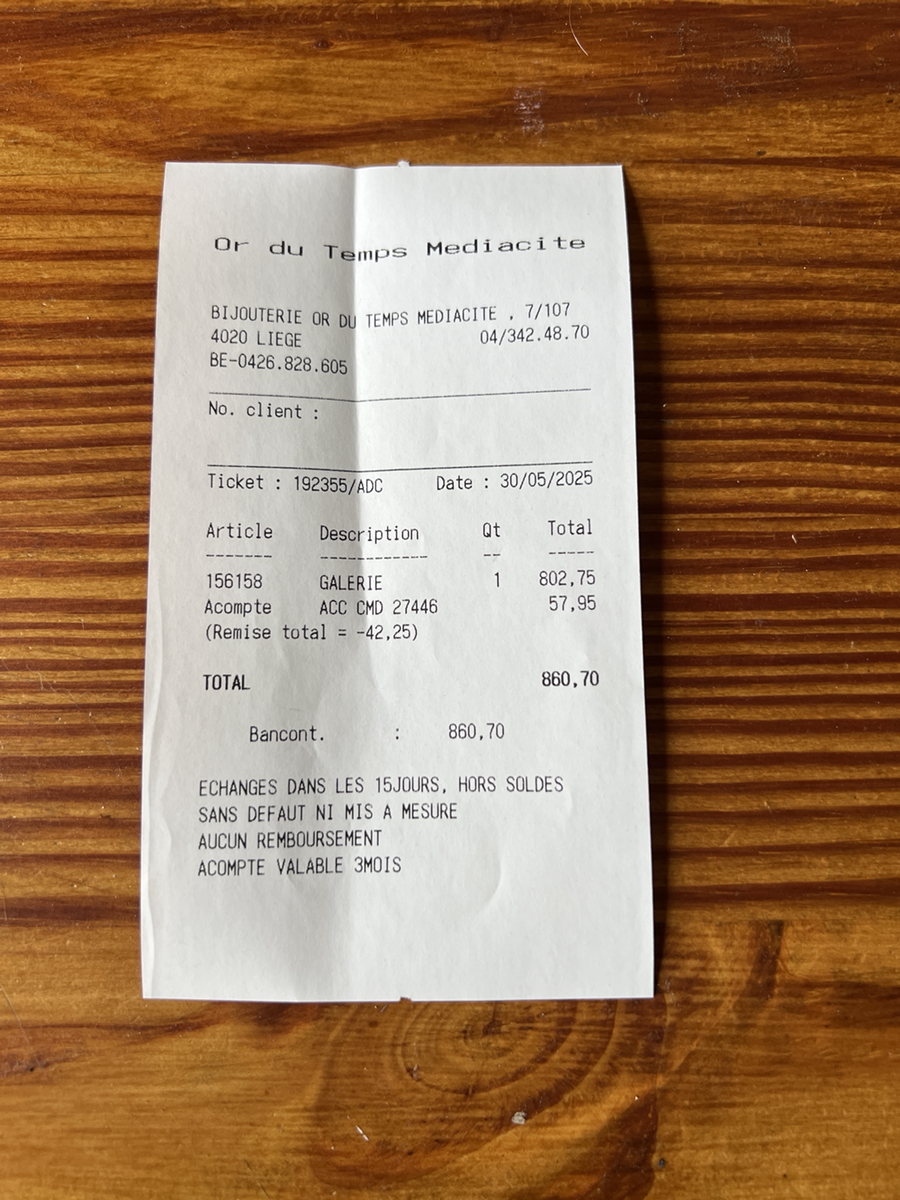 Or du Temps Mediacite
BIJOUTERIE OR DU TEMPS MEDIACITE , 7/107
4020 LIEGE 04/342.48.70
BE-0426.828.605
No. client :
Ticket : 192355/ADC Date : 30/05/2025
Article Description Qt Total
------- ------------ -- -----
156158 GALERIE 1 802,75
Acompte ACC CMD 27446 57,95
(Remise total = -42,25)
TOTAL 860,70
Bancont. : 860,70
ECHANGES DANS LES 15JOURS, HORS SOLDES
SANS DEFAUT NI MIS A MESURE
AUCUN REMBOURSEMENT
ACOMPTE VALABLE 3MOIS